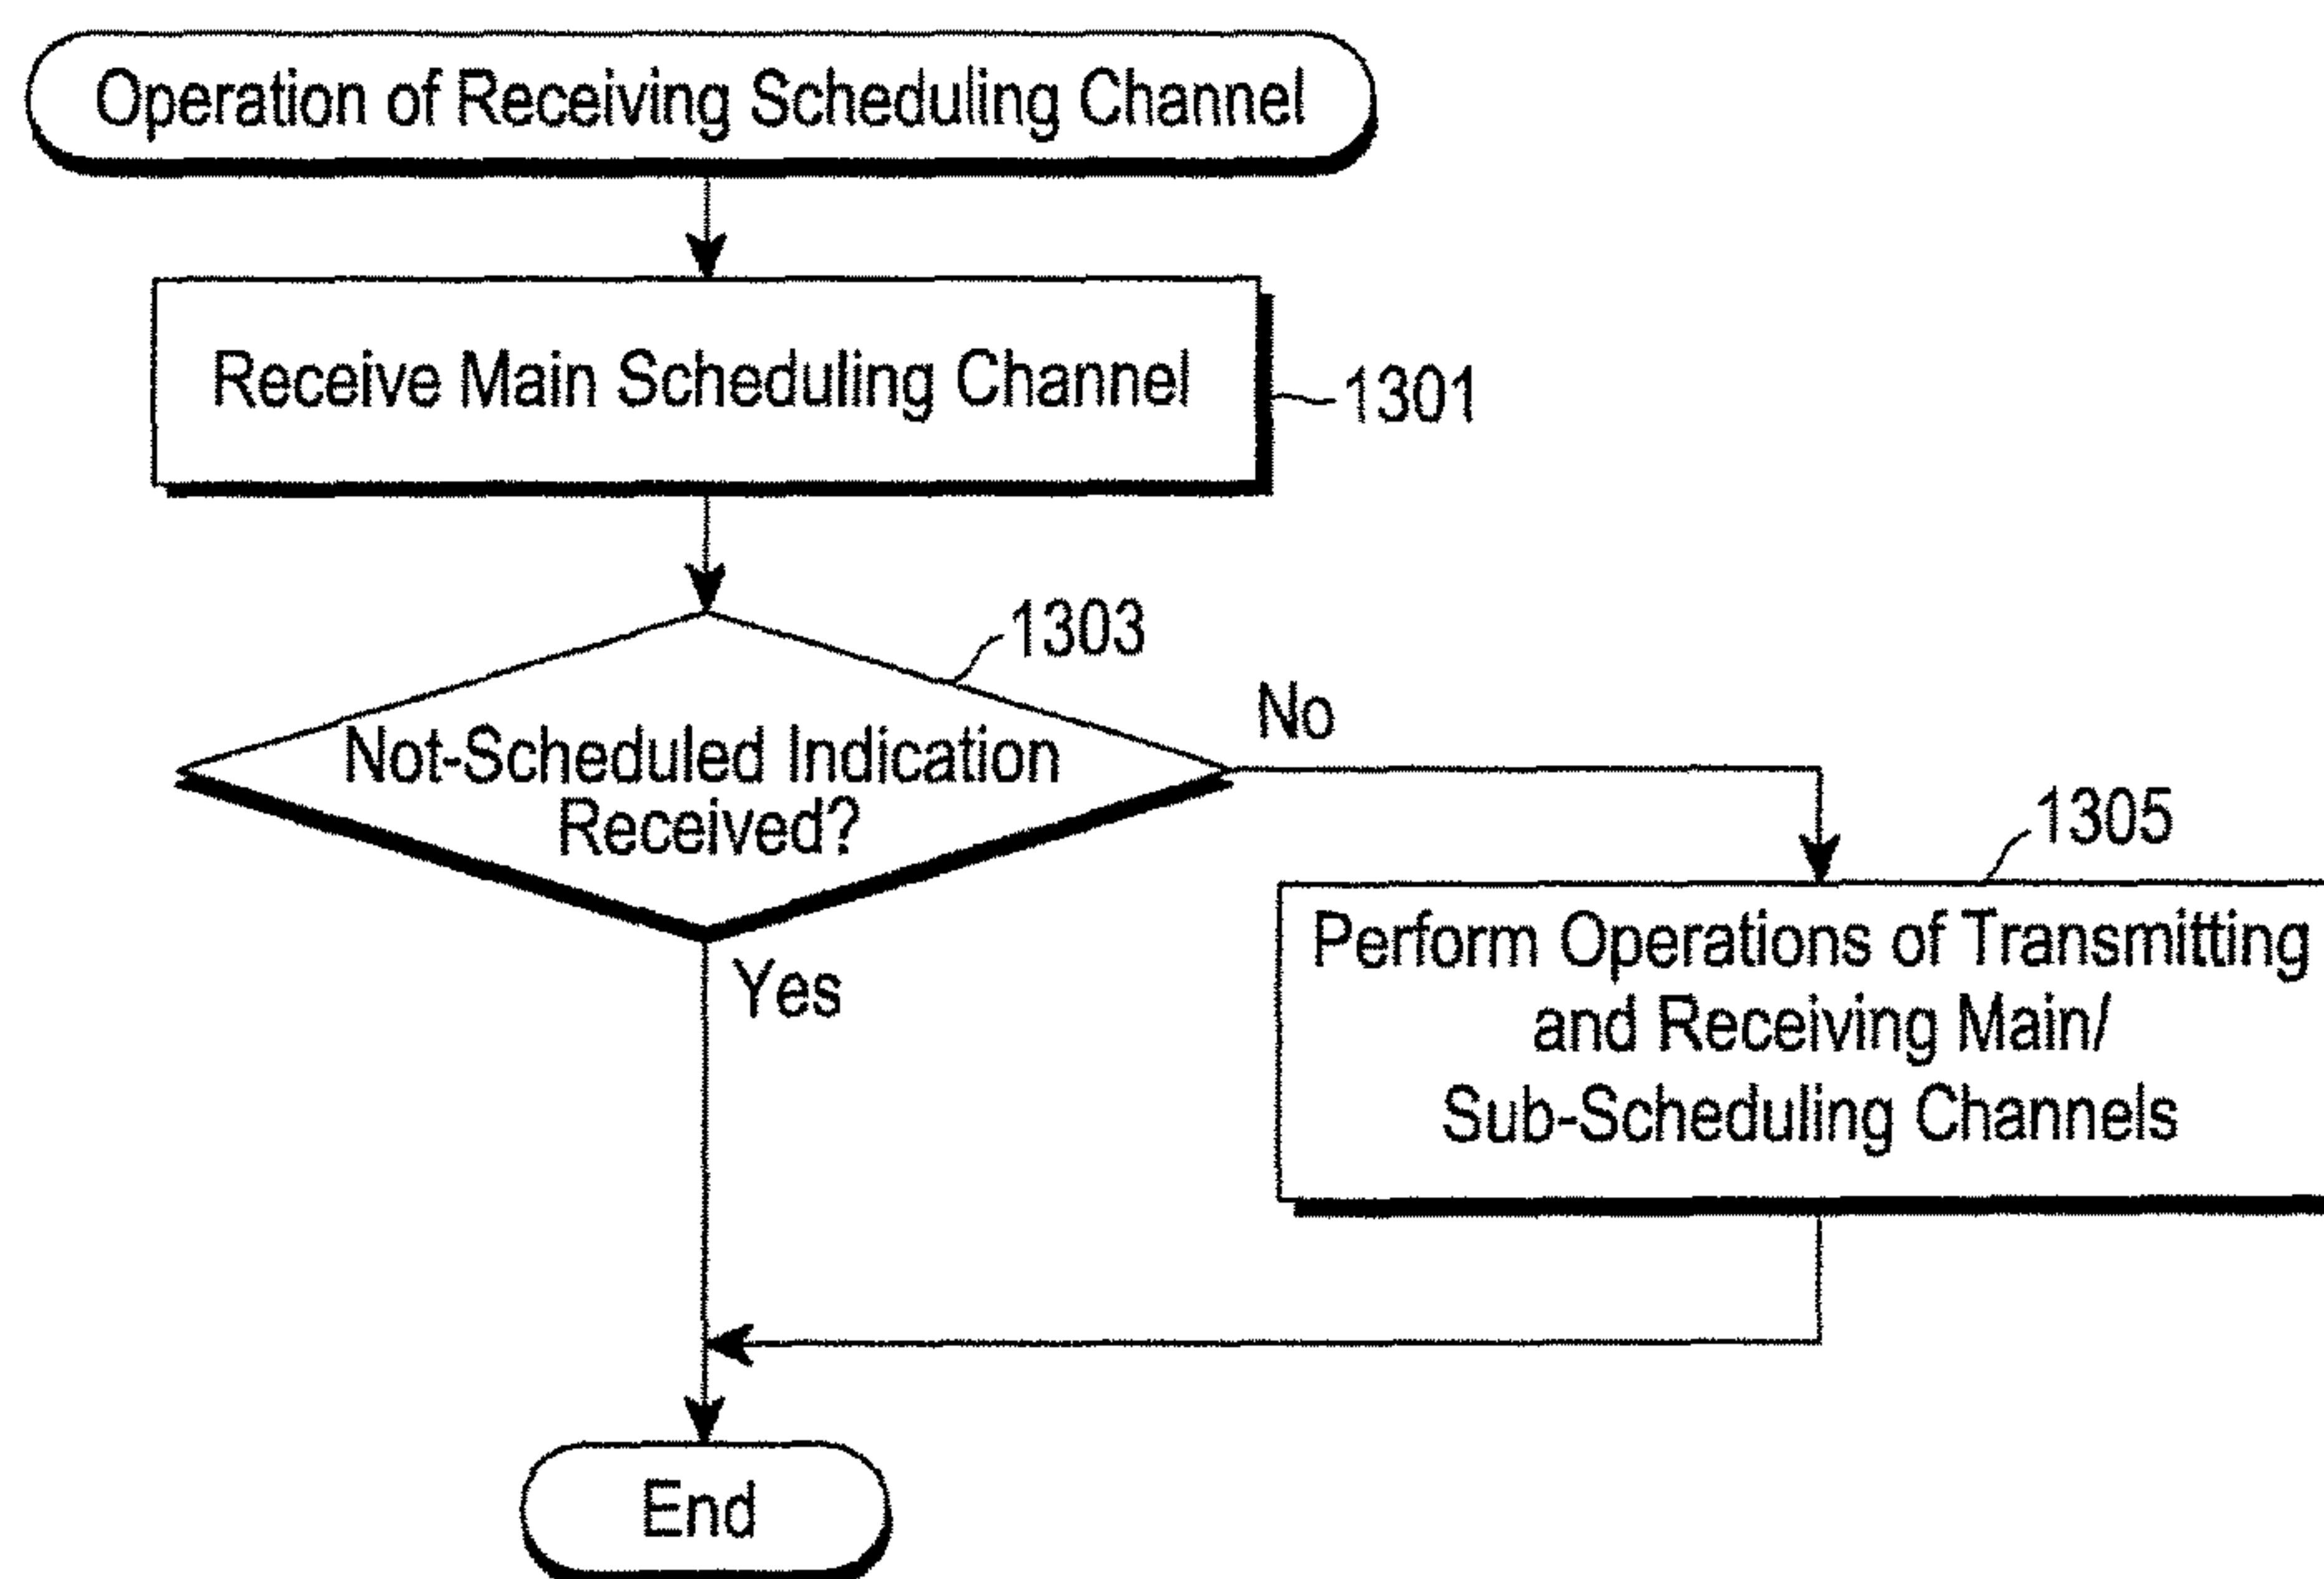 Operation of Receiving Scheduling Channel
Receive Main Scheduling Channel
1301
1303
Not-Scheduled Indication
Received?
No
Yes
1305
Perform Operations of Transmitting
and Receiving Main/
Sub-Scheduling Channels
End